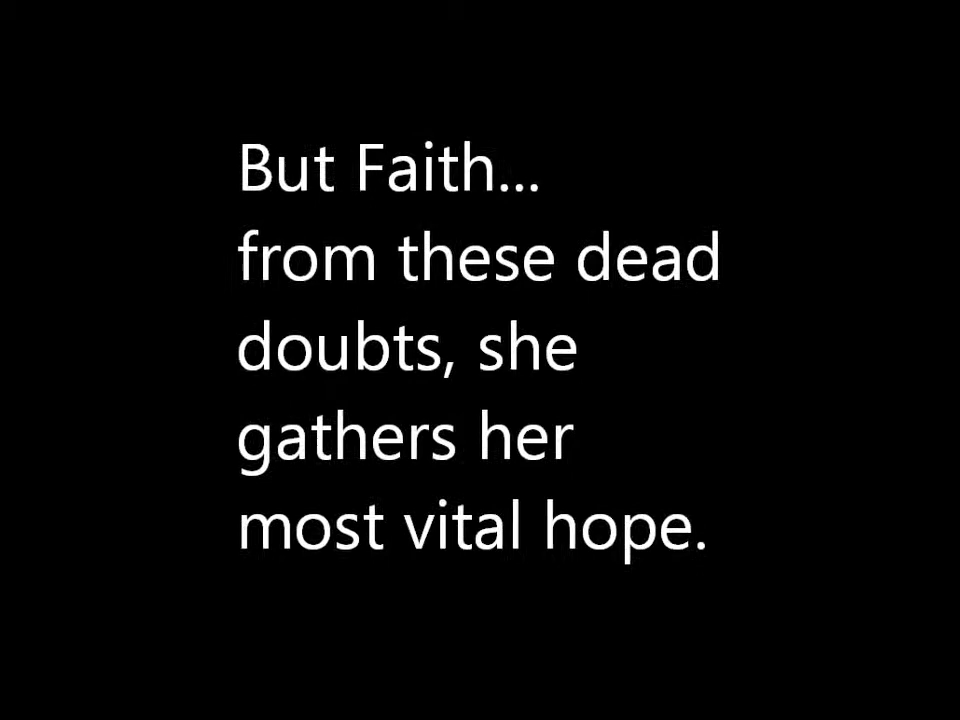 But Faith...
from these dead
doubts, she
gathers her
most vital hope.